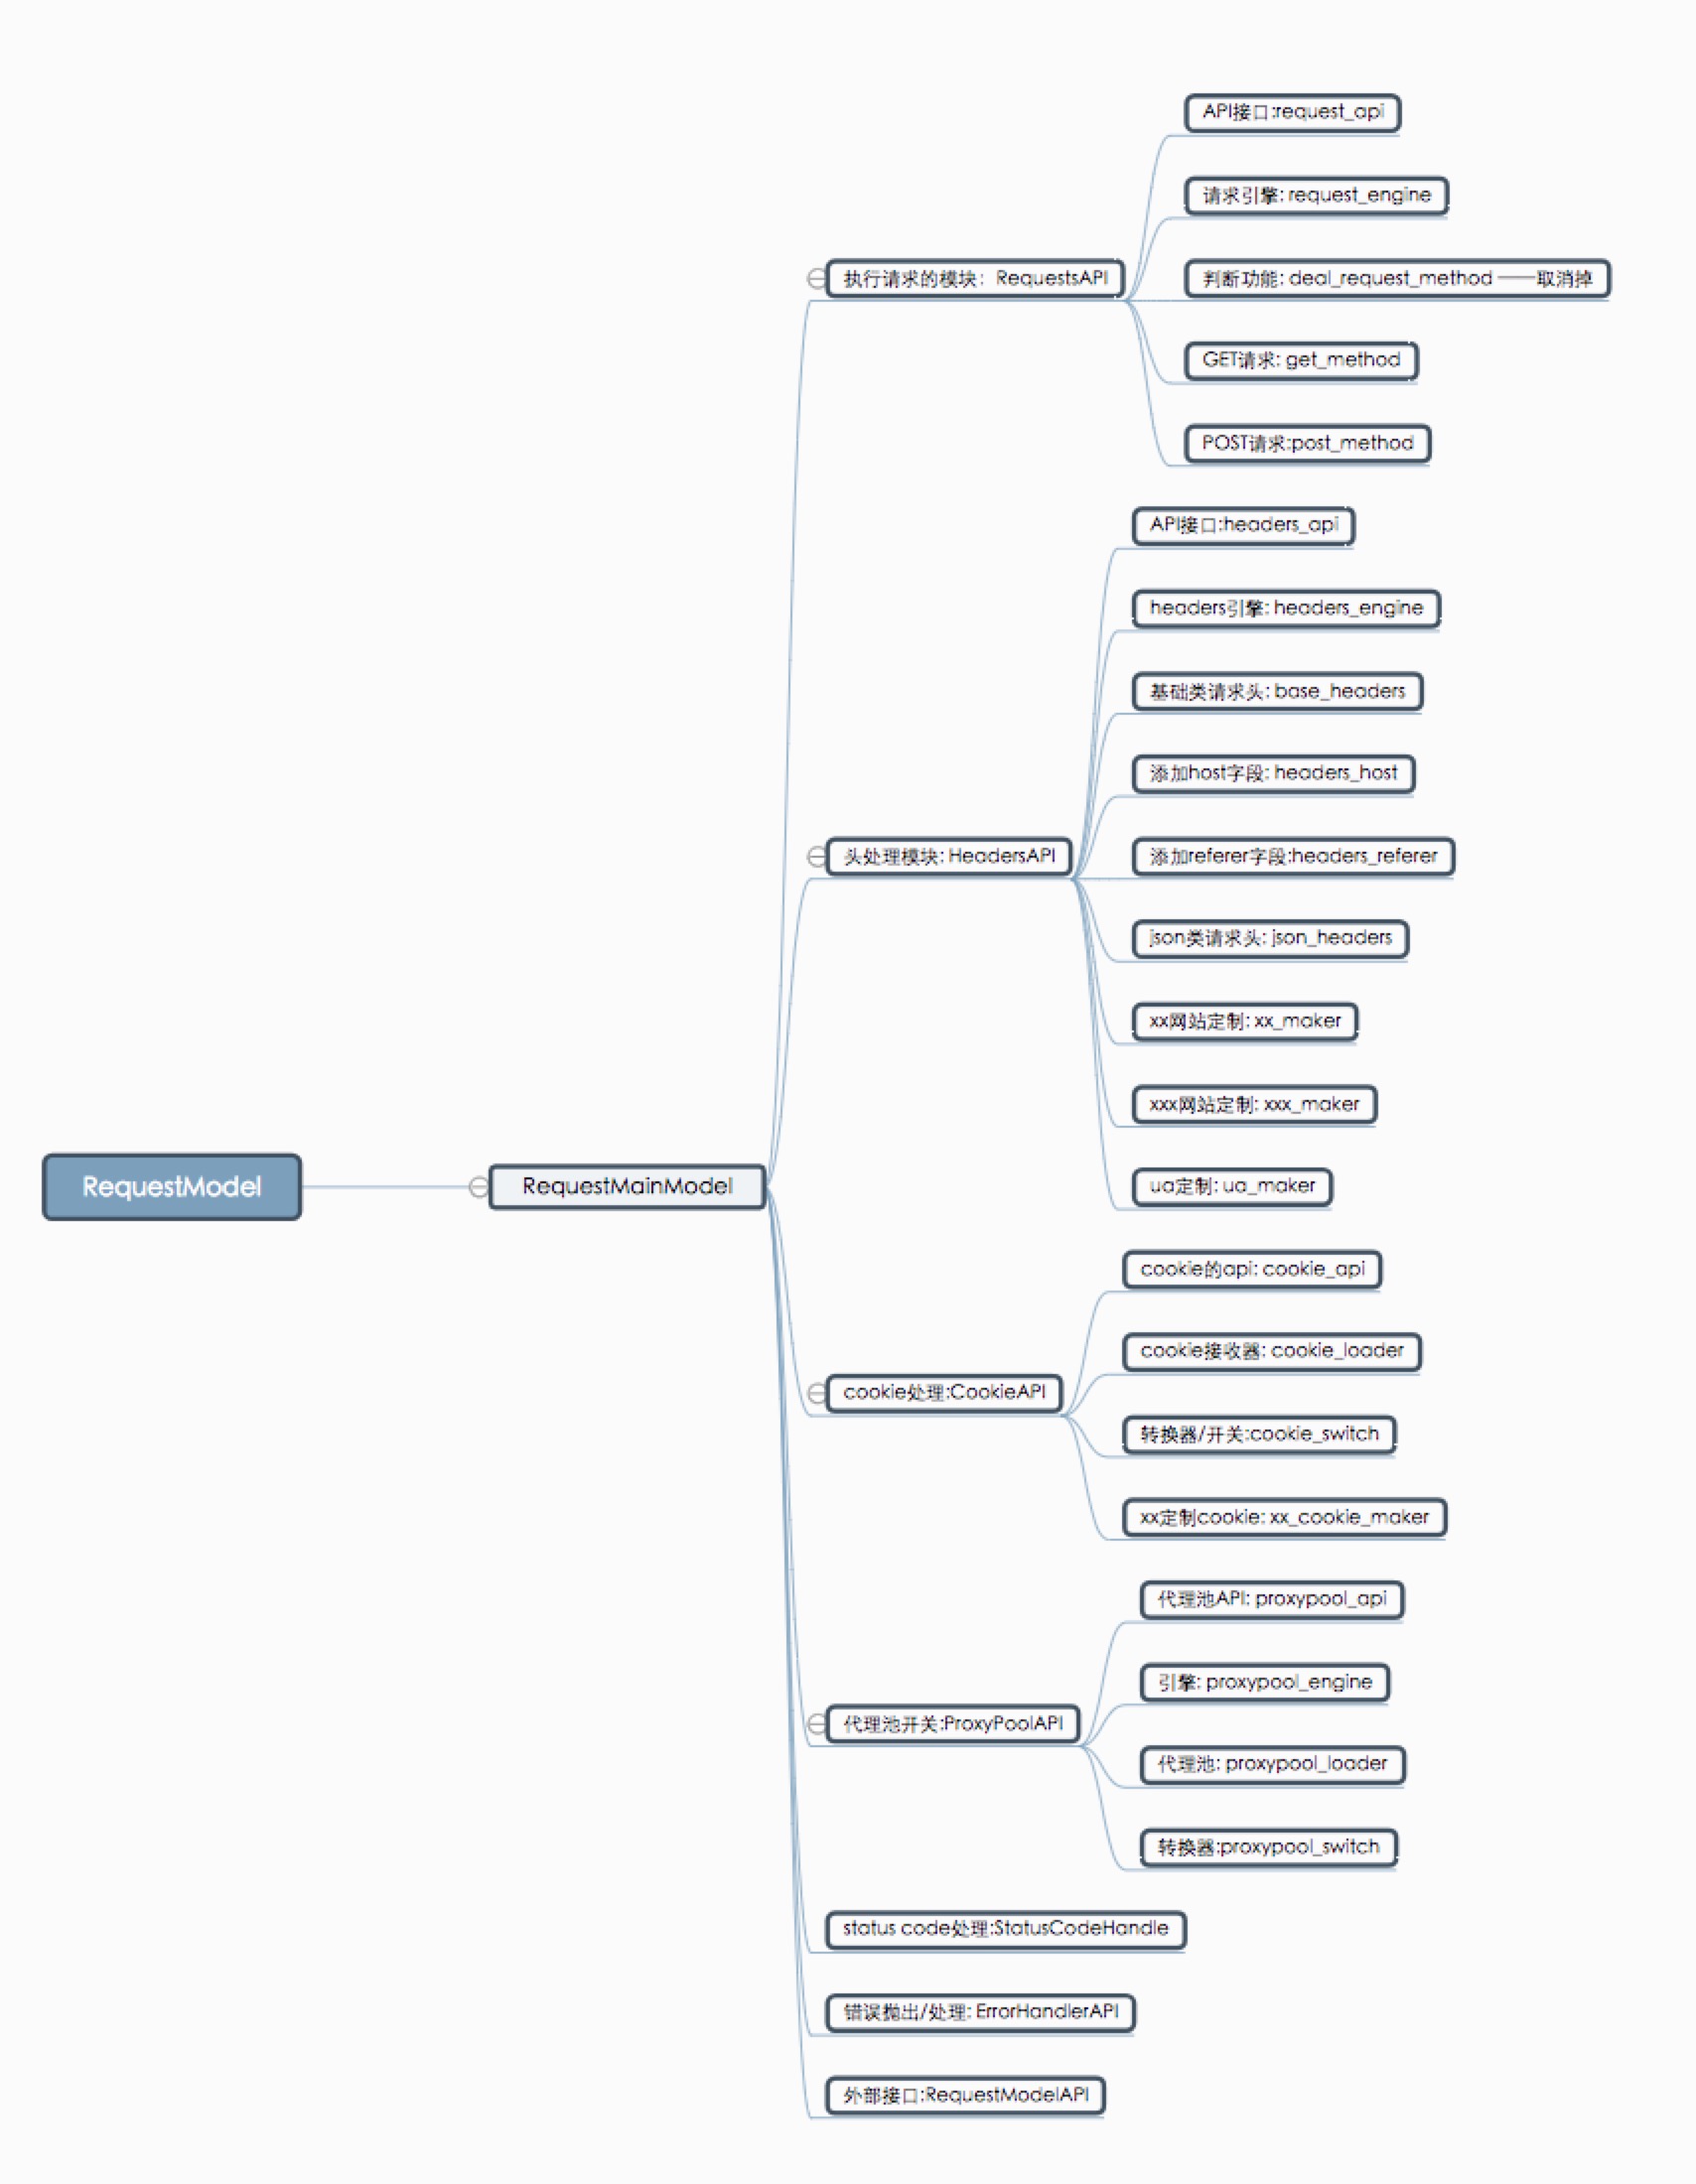 RequestModel
RequestMainModel
执行请求的模块：RequestsAPI
API接口:request_api
请求引擎: request_engine
判断功能: deal_request_method ——取消掉
GET请求: get_method
POST请求:post_method
头处理模块: HeadersAPI
API接口:headers_api
headers引擎: headers_engine
基础类请求头: base_headers
添加host字段: headers_host
添加referer字段:headers_referer
json类请求头: json_headers
xx网站定制: xx_maker
xxx网站定制: xxx_maker
ua定制: ua_maker
cookie处理:CookieAPI
cookie的api: cookie_api
cookie接收器: cookie_loader
转换器/开关:cookie_switch
xx定制cookie: xx_cookie_maker
代理池开关:ProxyPoolAPI
代理池API: proxypool_api
引擎: proxypool_engine
代理池: proxypool_loader
转换器:proxypool_switch
status code处理:StatusCodeHandle
错误抛出/处理: ErrorHandlerAPI
外部接口:RequestModelAPI